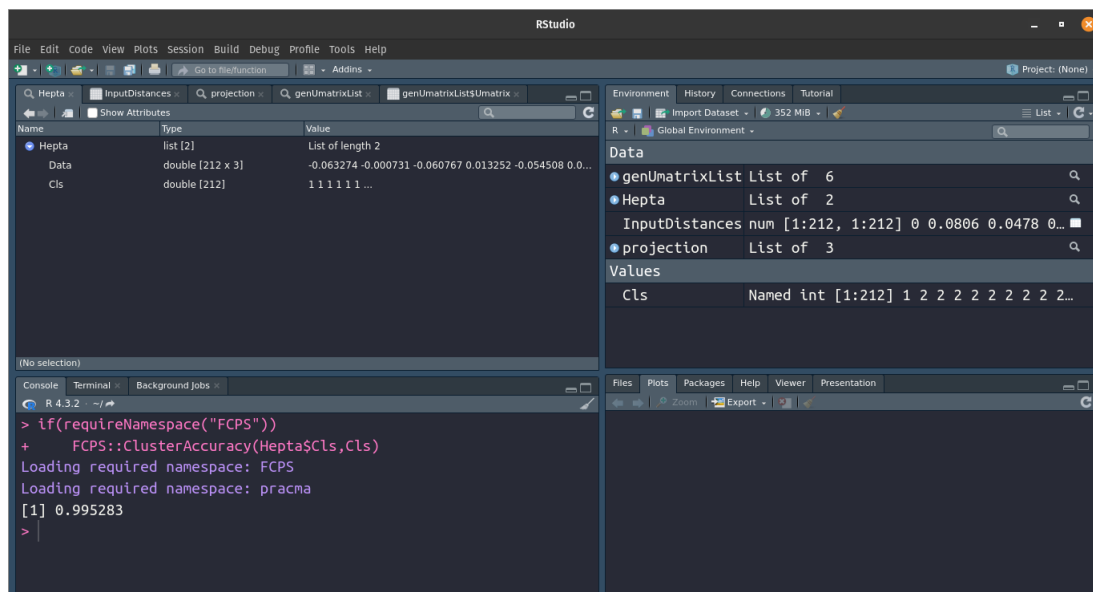 RStudio
File Edit Code View Plots Session Build Debug Profile Tools Help
Go to file/function
Addins
Project: (None)
Hepta
InputDistances
projection
genUmatrixList
genUmatrixList$Umatrix
Show Attributes
Name Type Value
Hepta list [2] List of length 2
Data double [212 x 3] -0.063274 -0.000731 -0.060767 0.013252 -0.054508 0.0...
Cls double [212] 1 1 1 1 1 1 ...
(No selection)
Environment History Connections Tutorial
Import Dataset 352 MiB List
R Global Environment
Data
genUmatrixList List of 6
Hepta List of 2
InputDistances num [1:212, 1:212] 0 0.0806 0.0478 0…
projection List of 3
Values
Cls Named int [1:212] 1 2 2 2 2 2 2 2 2 2…
Console Terminal Background Jobs
R 4.3.2 · ~/
> if(requireNamespace("FCPS"))
+     FCPS::ClusterAccuracy(Hepta$Cls,Cls)
Loading required namespace: FCPS
Loading required namespace: pracma
[1] 0.995283
>
Files Plots Packages Help Viewer Presentation
Zoom Export